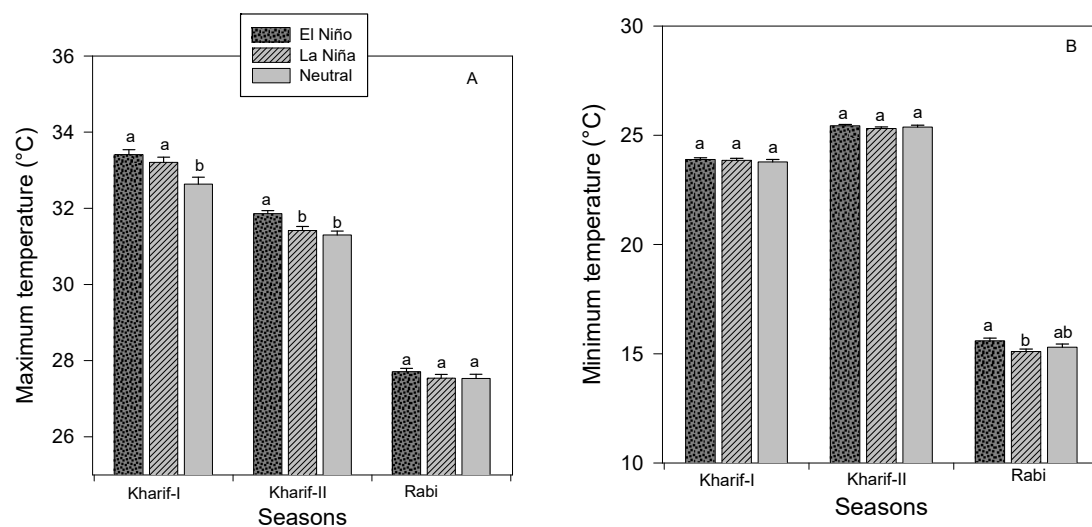 El Niño
La Niña
Neutral
A
Maximum temperature (°C)
36
34
32
30
28
26
a a b
a b b
a a a
Kharif-I Kharif-II Rabi
Seasons
B
Minimum temperature (°C)
30
25
20
15
10
a a a
a a a
a b ab
Kharif-I Kharif-II Rabi
Seasons